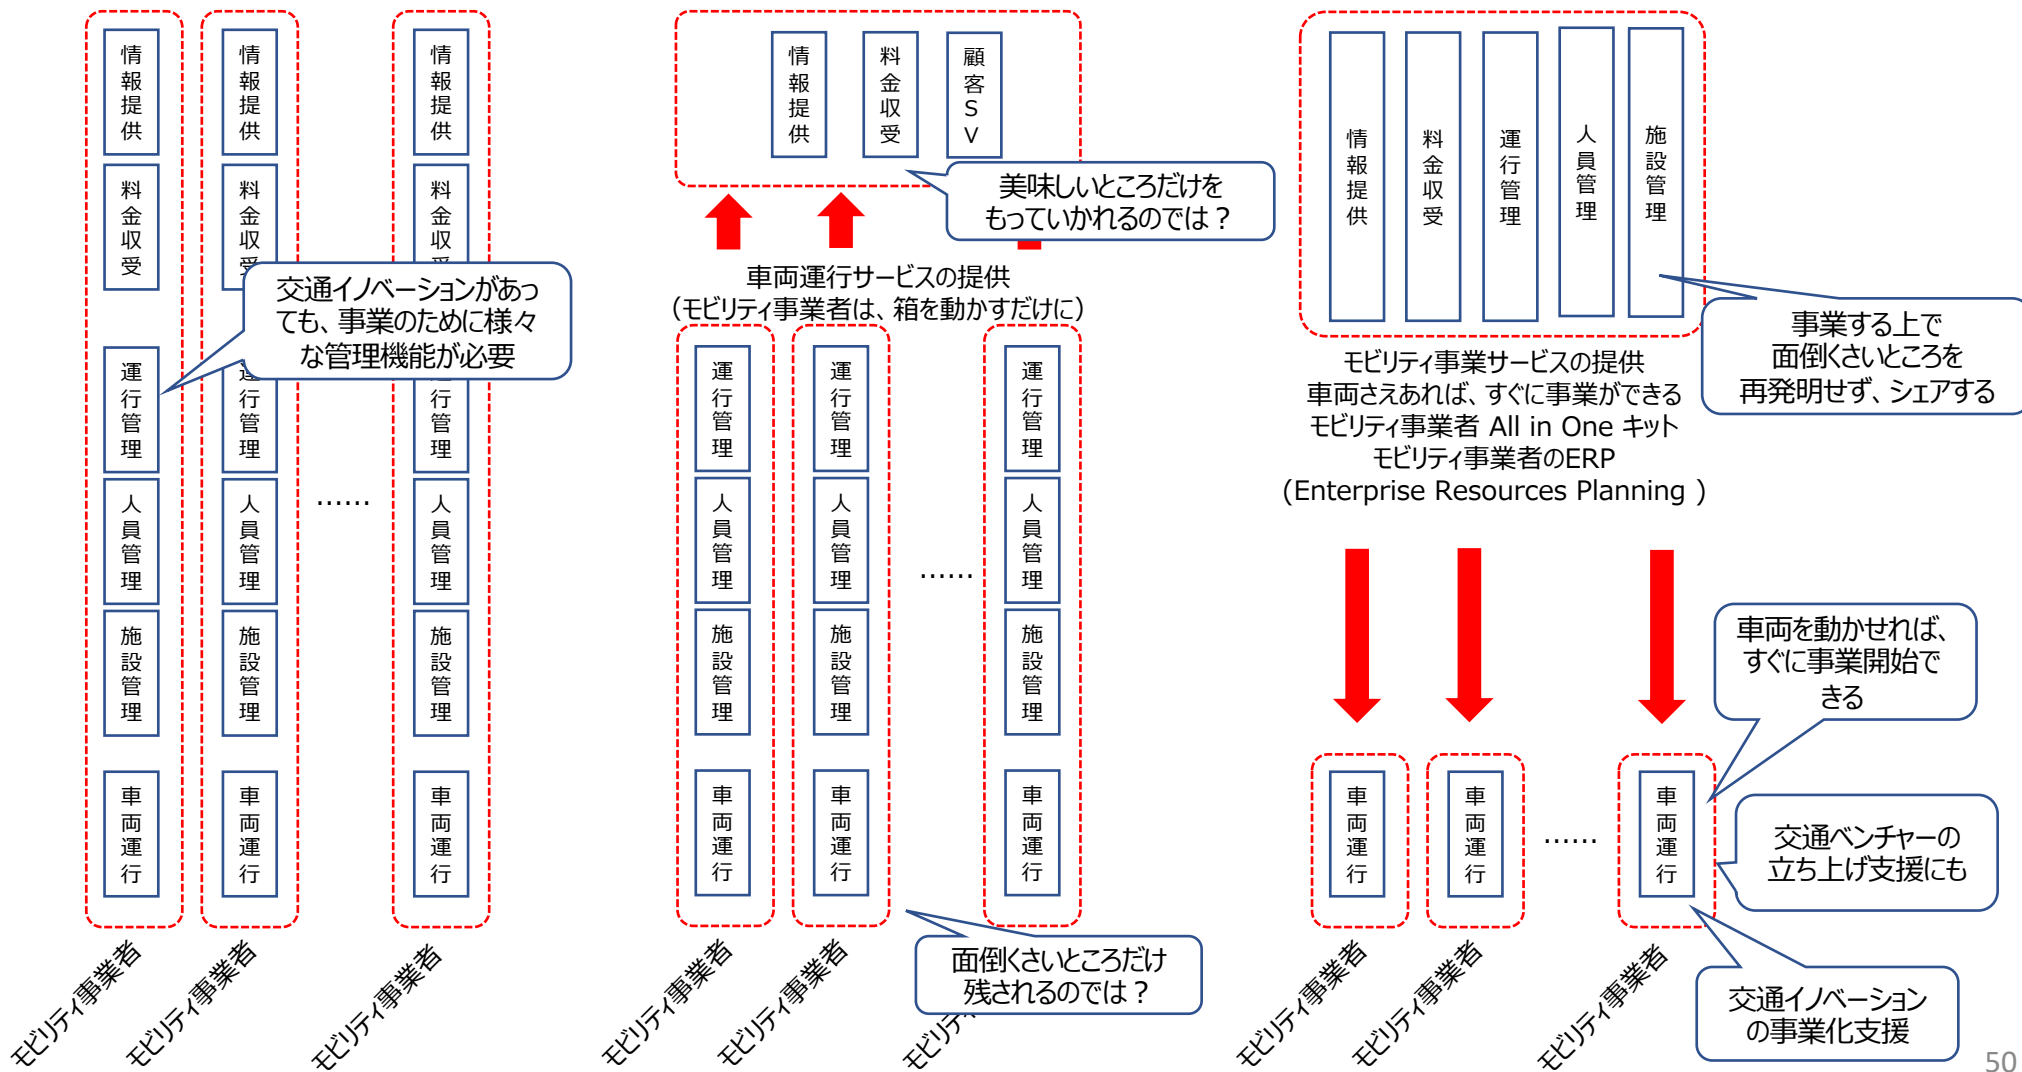 情報提供
料金収受
運行管理
人員管理
施設管理
車両運行
モビリティ事業者
情報提供
料金収受
運行管理
人員管理
施設管理
車両運行
モビリティ事業者
……
情報提供
料金収受
運行管理
人員管理
施設管理
車両運行
モビリティ事業者
交通イノベーションがあっ
ても、事業のために様々
な管理機能が必要
情報提供
料金収受
顧客SV
美味しいところだけを
もっていかれるのでは？
車両運行サービスの提供
（モビリティ事業者は、箱を動かすだけに）
運行管理
人員管理
施設管理
車両運行
モビリティ事業者
運行管理
人員管理
施設管理
車両運行
モビリティ事業者
……
運行管理
人員管理
施設管理
車両運行
モビリティ
面倒くさいところだけ
残されるのでは？
情報提供
料金収受
運行管理
人員管理
施設管理
事業する上で
面倒くさいところを
再発明せず、シェアする
モビリティ事業サービスの提供
車両さえあれば、すぐに事業ができる
モビリティ事業者 All in One キット
モビリティ事業者のERP
（Enterprise Resources Planning ）
車両を動かせれば、
すぐに事業開始で
きる
車両運行
モビリティ事業者
車両運行
モビリティ事業者
……
車両運行
モビリティ事業者
交通ベンチャーの
立ち上げ支援にも
交通イノベーション
の事業化支援
50